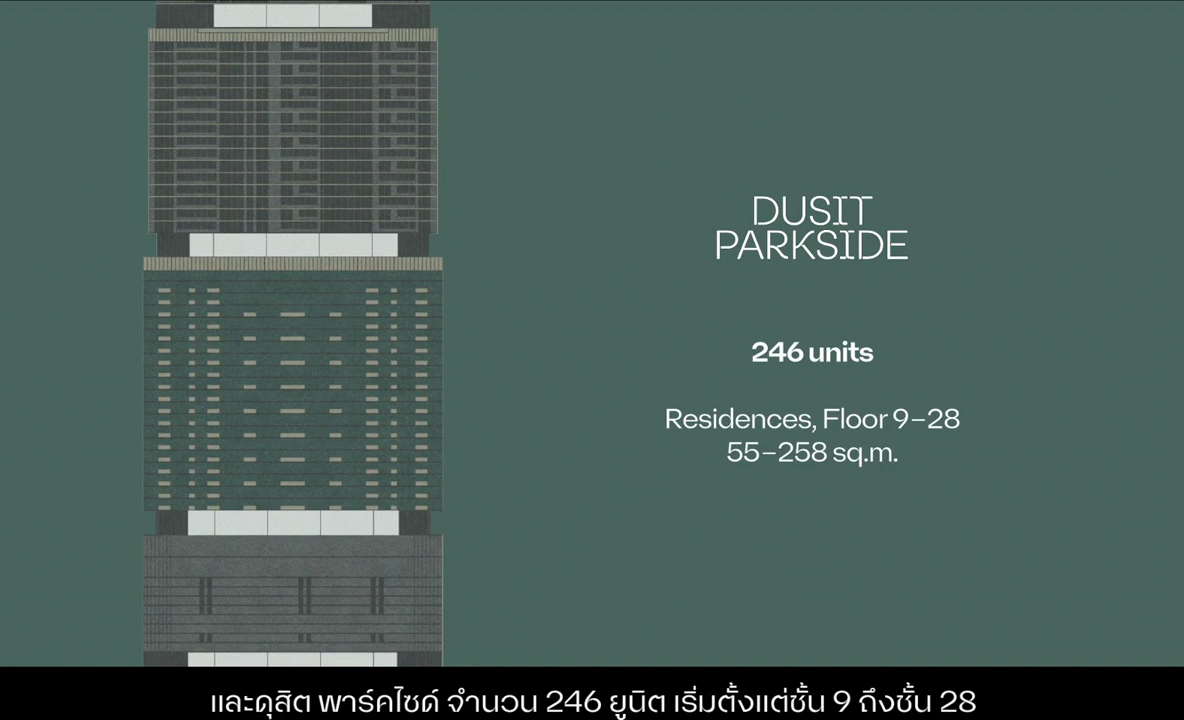 DUSIT
PARKSIDE
246 units
Residences, Floor 9–28
55–258 sq.m.
และดุสิต พาร์คไซด์ จำนวน 246 ยูนิต เริ่มตั้งแต่ชั้น 9 ถึงชั้น 28